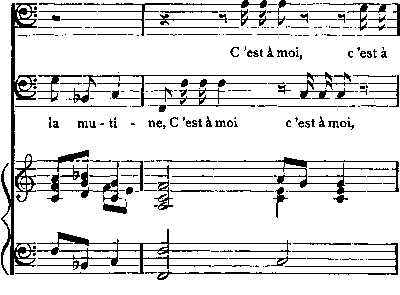 C'est à moi, c'est à
la mu - ti - ne, C'est à moi c'est à moi,